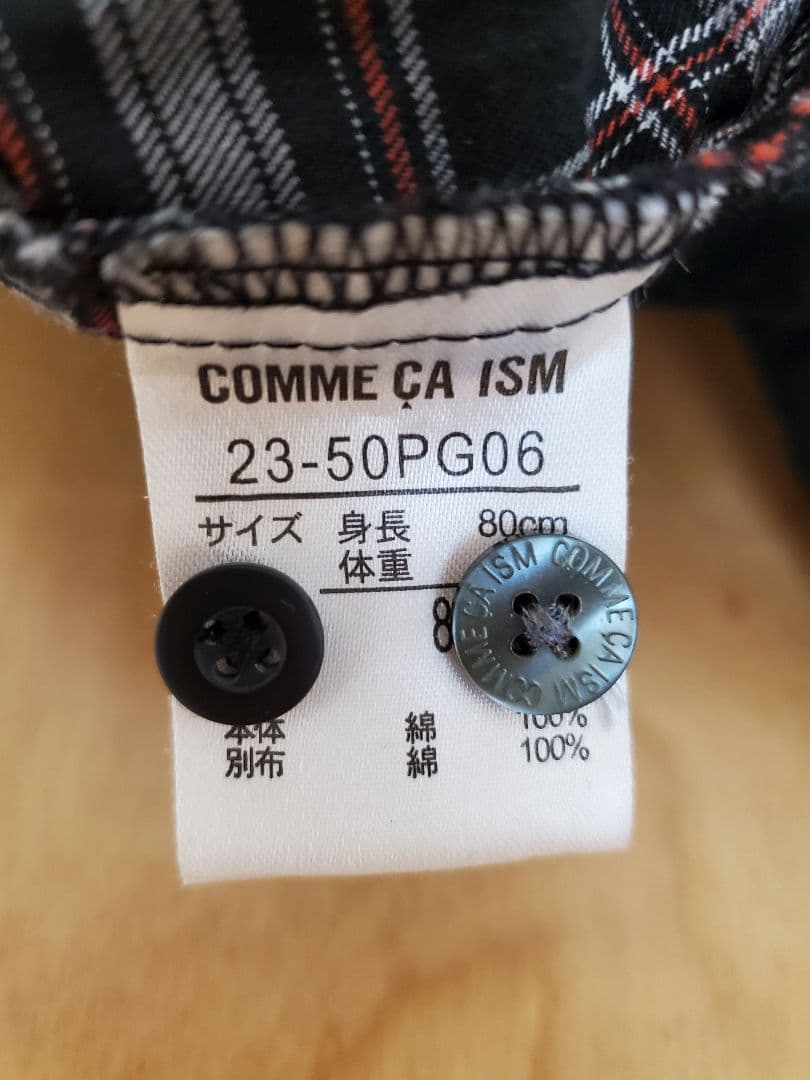 COMME ÇA ISM
23-50PG06
サイズ 身長 80cm
体重
8
COMME ÇA ISM COMME ÇA ISM
本体 綿 100%
別布 綿 100%